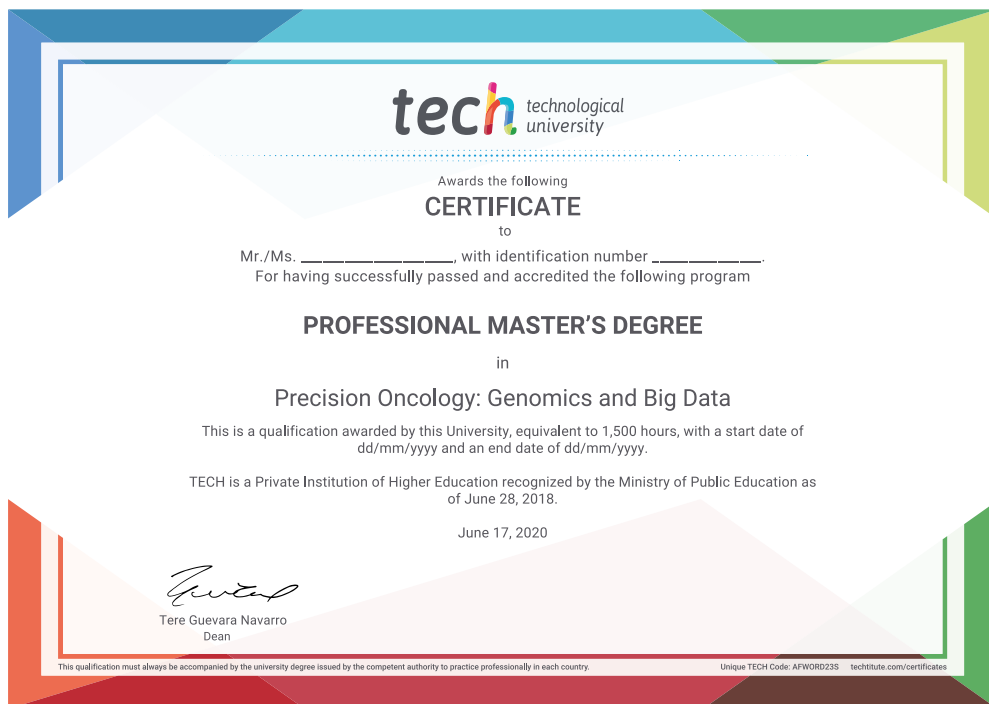 tech technological
university
Awards the following
CERTIFICATE
to
Mr./Ms. ______________, with identification number __________.
For having successfully passed and accredited the following program
PROFESSIONAL MASTER'S DEGREE
in
Precision Oncology: Genomics and Big Data
This is a qualification awarded by this University, equivalent to 1,500 hours, with a start date of
dd/mm/yyyy and an end date of dd/mm/yyyy.
TECH is a Private Institution of Higher Education recognized by the Ministry of Public Education as
of June 28, 2018.
June 17, 2020
Tere Guevara Navarro
Dean
This qualification must always be accompanied by the university degree issued by the competent authority to practice professionally in each country.
Unique TECH Code: AFWORD23S techtitute.com/certificates